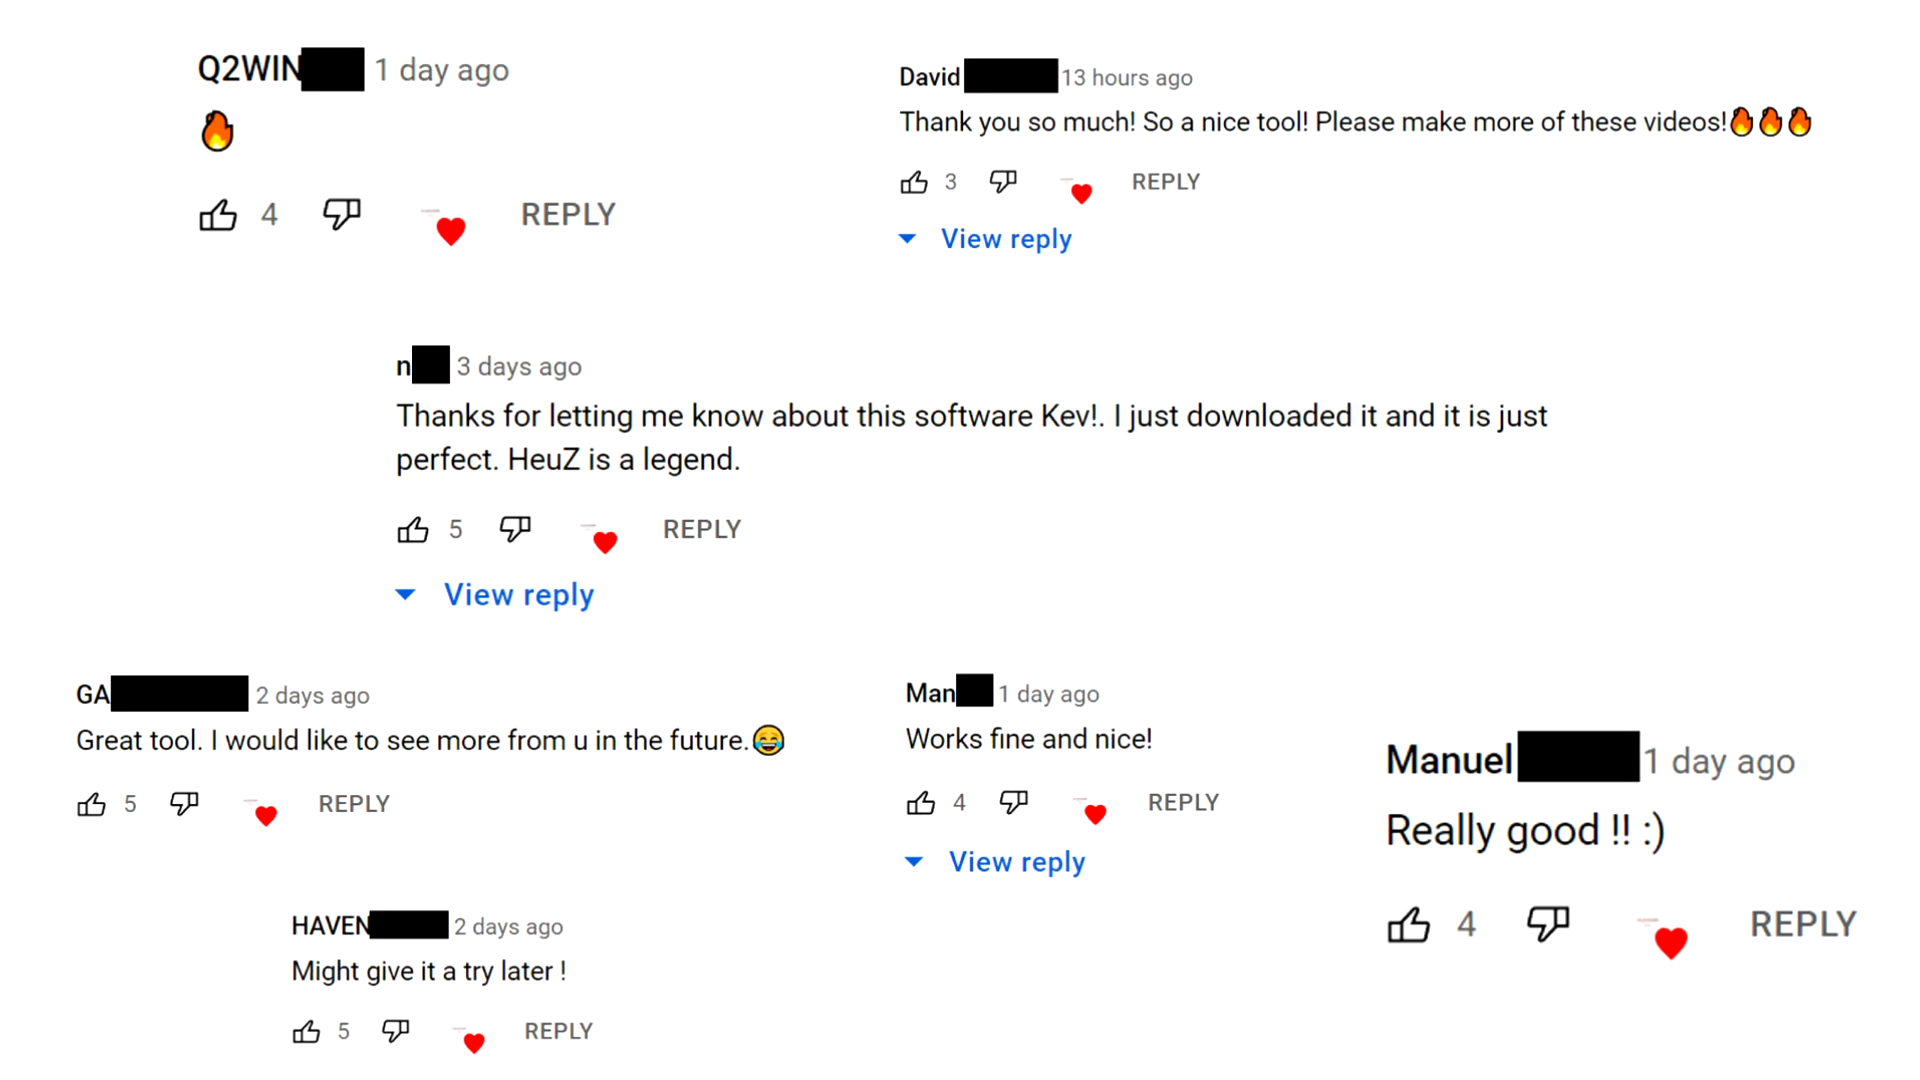 Q2WIN 1 day ago
🔥
4 REPLY
David 13 hours ago
Thank you so much! So a nice tool! Please make more of these videos!🔥🔥🔥
3 REPLY
View reply
n 3 days ago
Thanks for letting me know about this software Kev!. I just downloaded it and it is just
perfect. HeuZ is a legend.
5 REPLY
View reply
GA 2 days ago
Great tool. I would like to see more from u in the future.😂
5 REPLY
Man 1 day ago
Works fine and nice!
4 REPLY
View reply
Manuel 1 day ago
Really good !! :)
4 REPLY
HAVEN 2 days ago
Might give it a try later !
5 REPLY